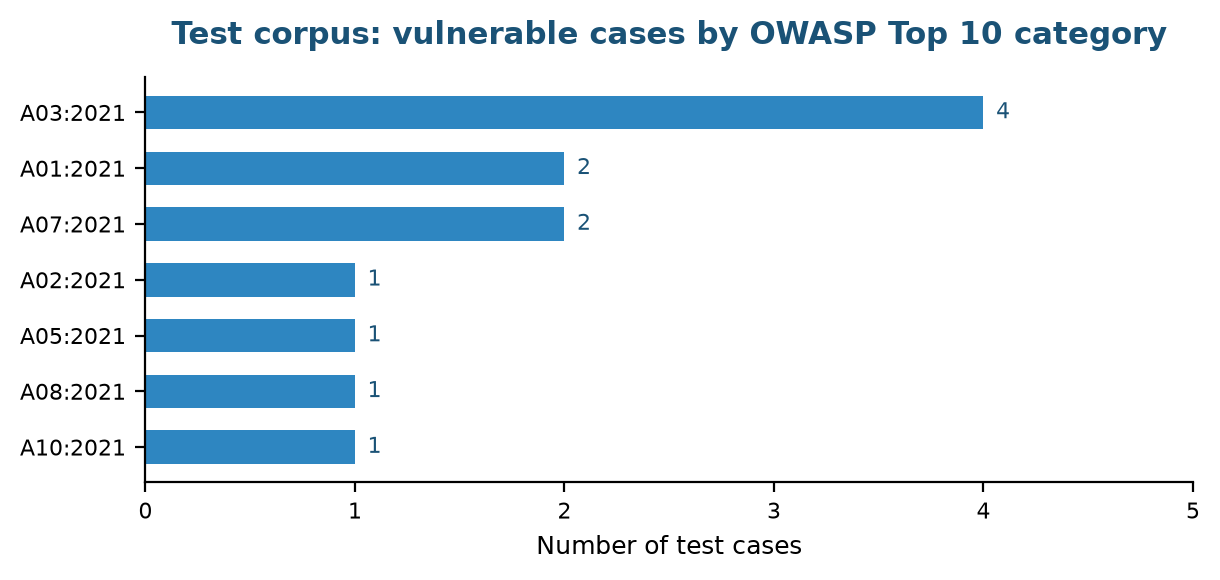 Test corpus: vulnerable cases by OWASP Top 10 category
A03:2021 4
A01:2021 2
A07:2021 2
A02:2021 1
A05:2021 1
A08:2021 1
A10:2021 1
0 1 2 3 4 5
Number of test cases